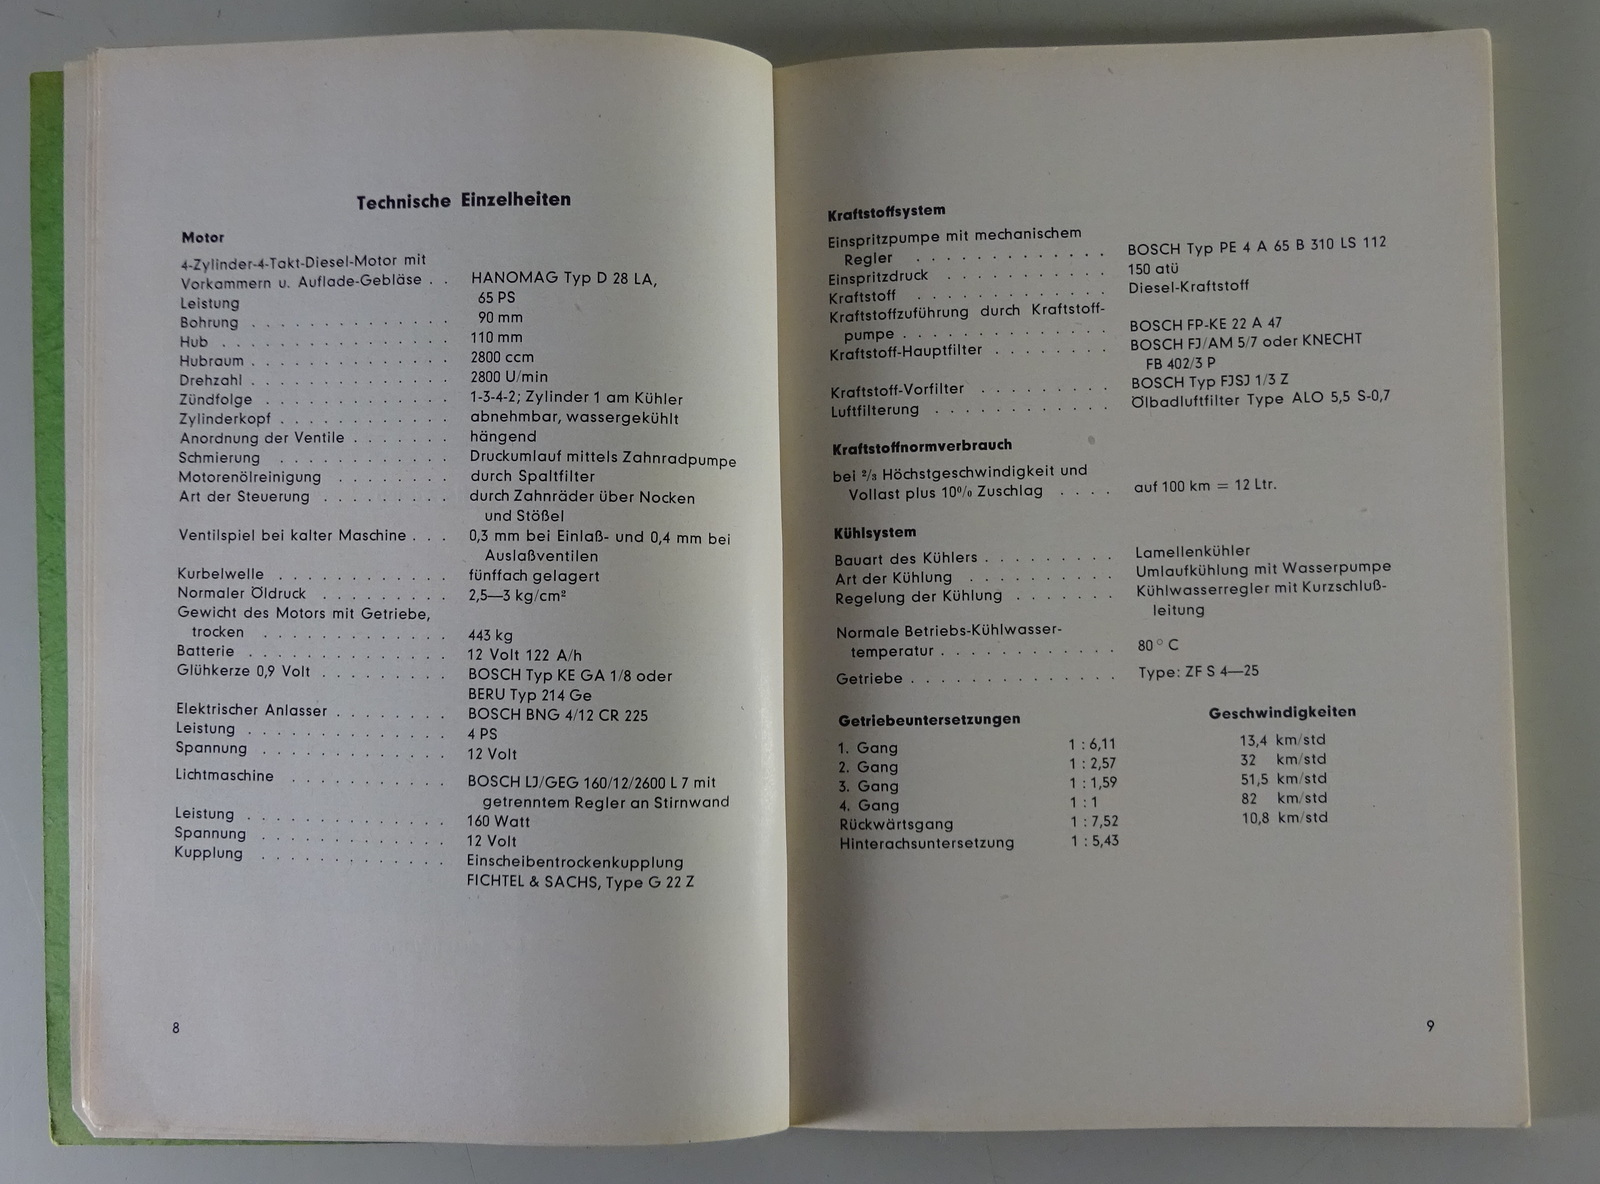 Technische Einzelheiten
Motor
4-Zylinder-4-Takt-Diesel-Motor mit
Vorkammern u. Auflade-Gebläse . . HANOMAG Typ D 28 LA,
Leistung 65 PS
Bohrung . . . . . . . . . . . . . . 90 mm
Hub . . . . . . . . . . . . . . . . 110 mm
Hubraum . . . . . . . . . . . . . . 2800 ccm
Drehzahl . . . . . . . . . . . . . . 2800 U/min
Zündfolge . . . . . . . . . . . . . 1-3-4-2; Zylinder 1 am Kühler
Zylinderkopf . . . . . . . . . . . . abnehmbar, wassergekühlt
Anordnung der Ventile . . . . . . . hängend
Schmierung . . . . . . . . . . . Druckumlauf mittels Zahnradpumpe
Motorenölreinigung . . . . . . . . durch Spaltfilter
Art der Steuerung . . . . . . . . durch Zahnräder über Nocken
und Stößel
Ventilspiel bei kalter Maschine . . . 0,3 mm bei Einlaß- und 0,4 mm bei
Auslaßventilen
Kurbelwelle . . . . . . . . . . . . fünffach gelagert
Normaler Öldruck . . . . . . . . . 2,5—3 kg/cm²
Gewicht des Motors mit Getriebe,
trocken . . . . . . . . . . . . . 443 kg
Batterie . . . . . . . . . . . . . . 12 Volt 122 A/h
Glühkerze 0,9 Volt . . . . . . . . . BOSCH Typ KE GA 1/8 oder
BERU Typ 214 Ge
Elektrischer Anlasser . . . . . . . . BOSCH BNG 4/12 CR 225
Leistung . . . . . . . . . . . . . . 4 PS
Spannung . . . . . . . . . . . . . 12 Volt
Lichtmaschine . . . . . . . . . . . BOSCH LJ/GEG 160/12/2600 L 7 mit
getrenntem Regler an Stirnwand
Leistung . . . . . . . . . . . . . . 160 Watt
Spannung . . . . . . . . . . . . . 12 Volt
Kupplung . . . . . . . . . . . . . Einscheibentrockenkupplung
FICHTEL & SACHS, Type G 22 Z
8
Kraftstoffsystem
Einspritzpumpe mit mechanischem
Regler . . . . . . . . . . . . . BOSCH Typ PE 4 A 65 B 310 LS 112
Einspritzdruck . . . . . . . . . . . 150 atü
Kraftstoff . . . . . . . . . . . . . Diesel-Kraftstoff
Kraftstoffzuführung durch Kraftstoff-
pumpe . . . . . . . . . . . . . . BOSCH FP-KE 22 A 47
Kraftstoff-Hauptfilter . . . . . . . . BOSCH FJ/AM 5/7 oder KNECHT
FB 402/3 P
Kraftstoff-Vorfilter . . . . . . . . . BOSCH Typ FJSJ 1/3 Z
Luftfilterung . . . . . . . . . . . . Ölbadluftfilter Type ALO 5,5 S-0,7
Kraftstoffnormverbrauch
bei ²/₃ Höchstgeschwindigkeit und
Vollast plus 10% Zuschlag . . . . auf 100 km = 12 Ltr.
Kühlsystem
Bauart des Kühlers . . . . . . . . . Lamellenkühler
Art der Kühlung . . . . . . . . . . Umlaufkühlung mit Wasserpumpe
Regelung der Kühlung . . . . . . . Kühlwasserregler mit Kurzschluß-
leitung
Normale Betriebs-Kühlwasser-
temperatur . . . . . . . . . . . . 80° C
Getriebe . . . . . . . . . . . . . . Type: ZF S 4—25
Getriebeuntersetzungen Geschwindigkeiten
1. Gang 1 : 6,11 13,4 km/std
2. Gang 1 : 2,57 32 km/std
3. Gang 1 : 1,59 51,5 km/std
4. Gang 1 : 1 82 km/std
Rückwärtsgang 1 : 7,52 10,8 km/std
Hinterachsuntersetzung 1 : 5,43
9